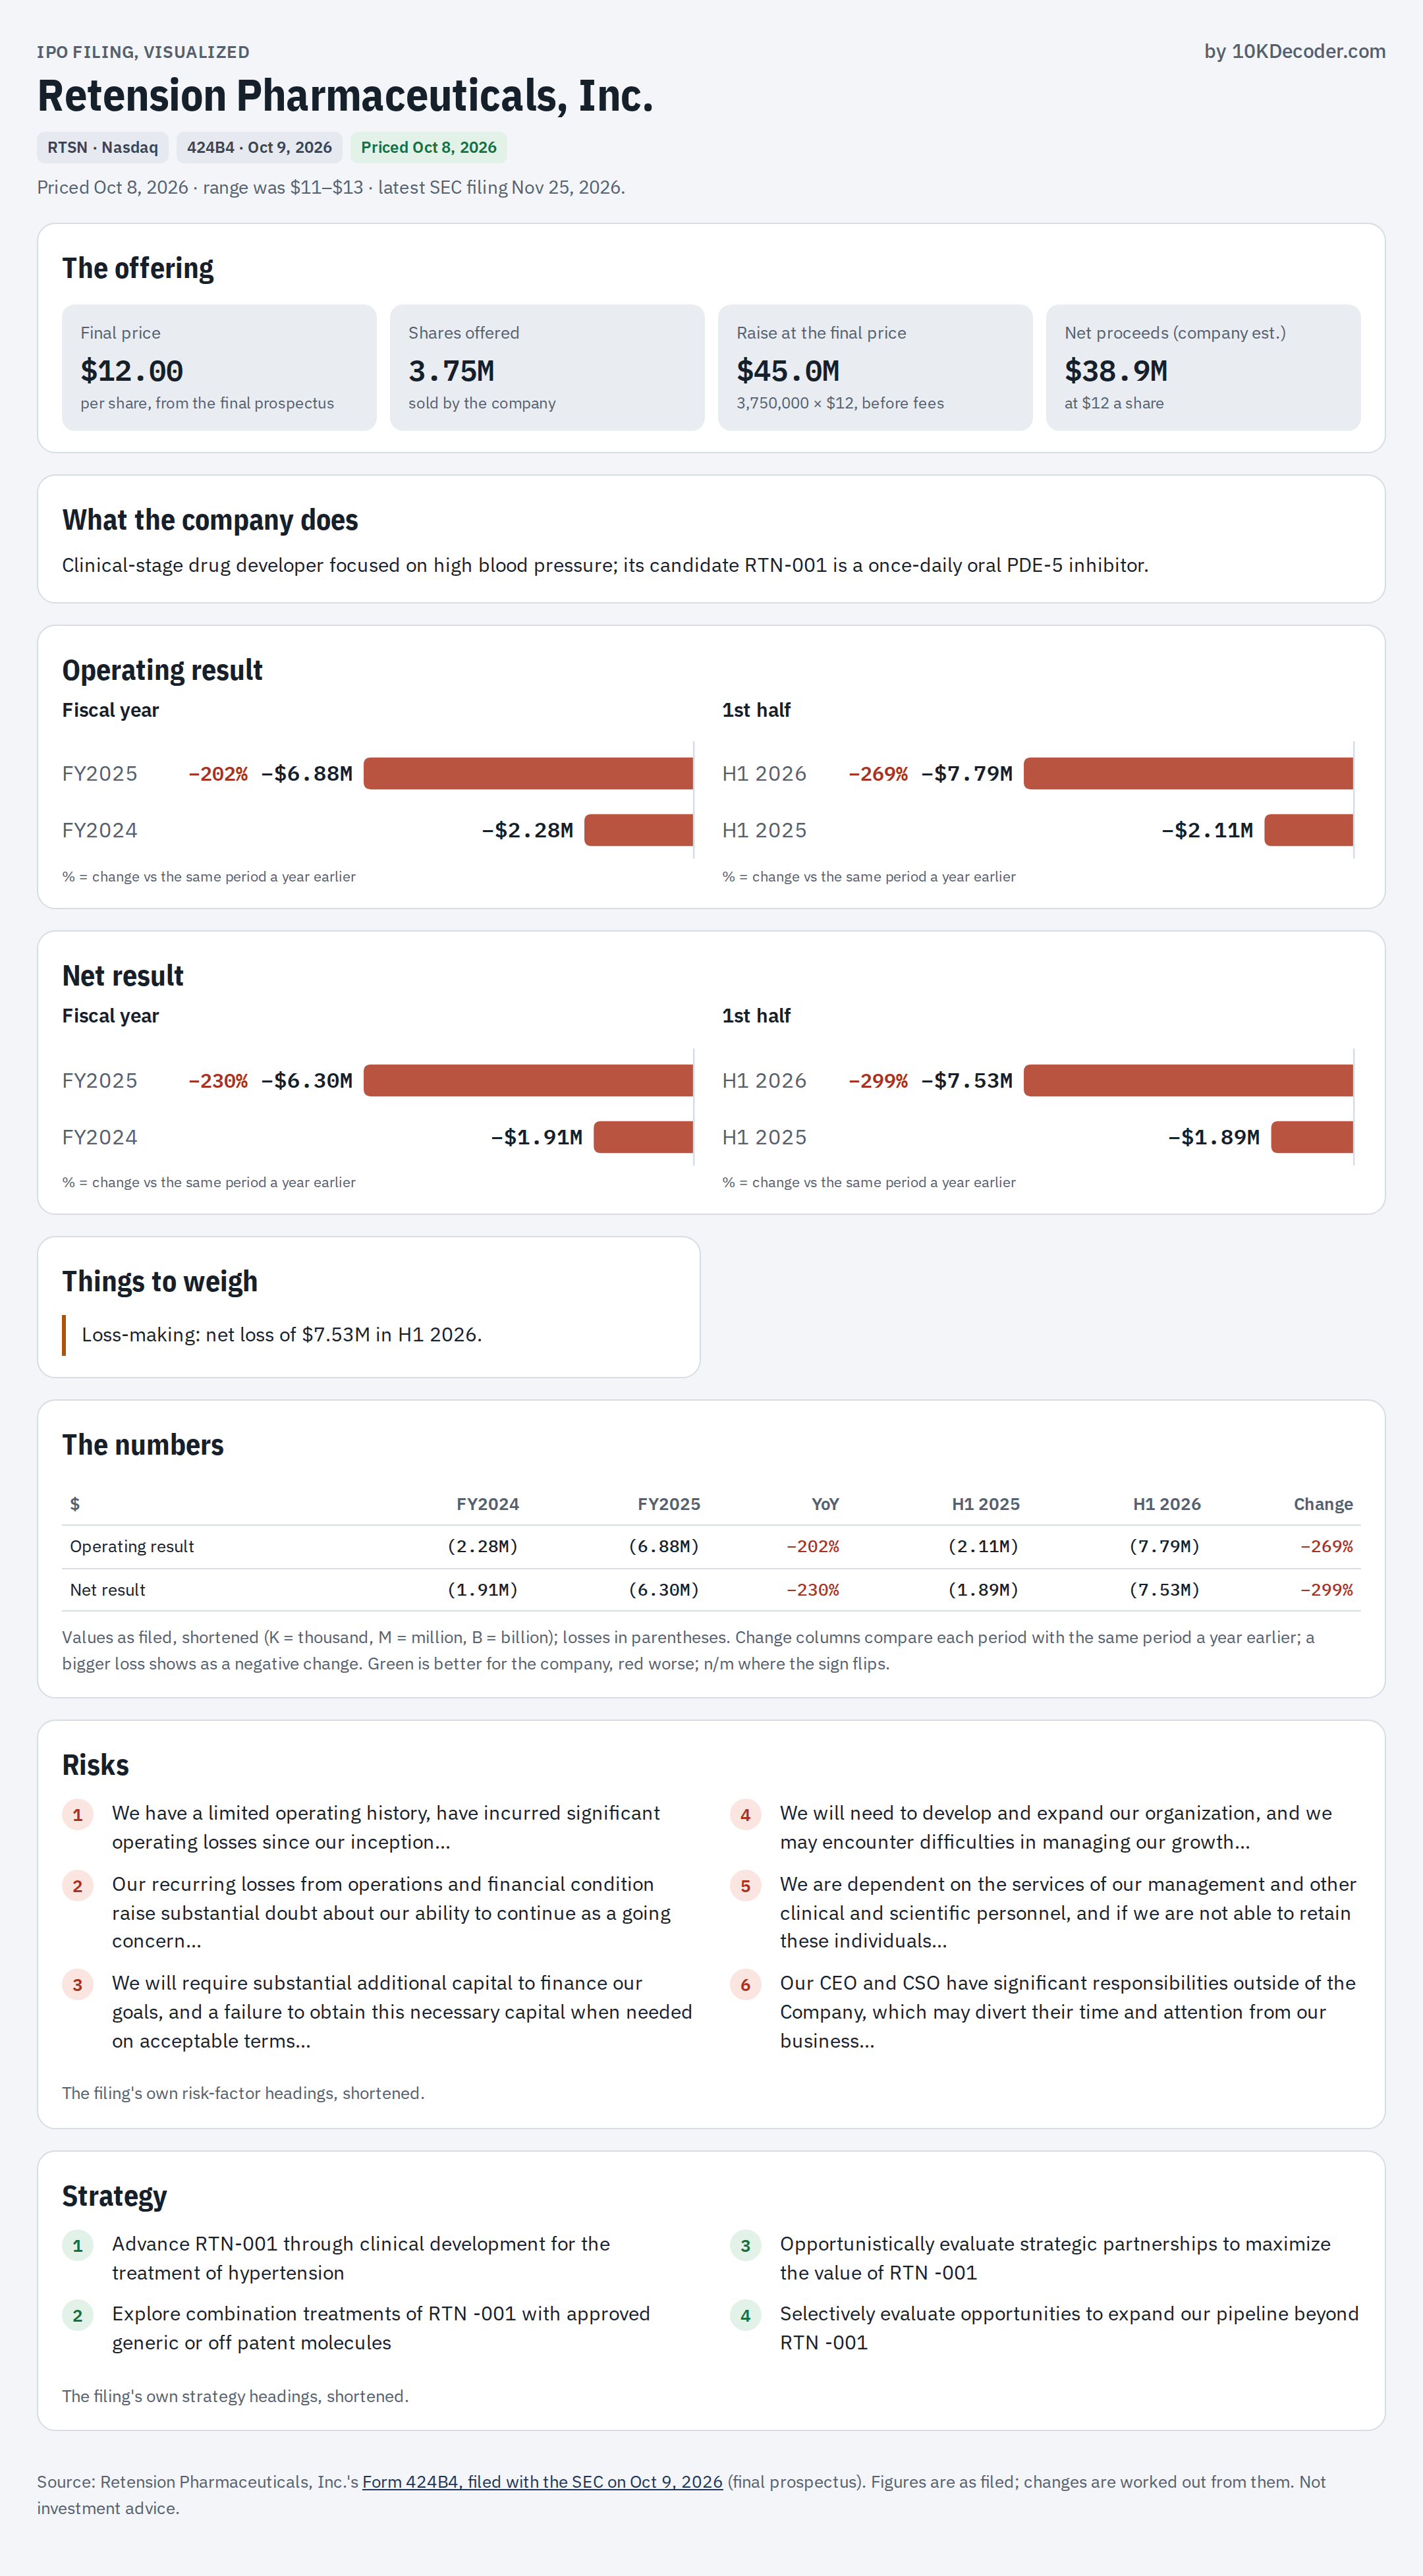 IPO FILING, VISUALIZED
by 10KDecoder.com
Retension Pharmaceuticals, Inc.
RTSN · Nasdaq
424B4 · Oct 9, 2026
Priced Oct 8, 2026
Priced Oct 8, 2026 · range was $11–$13 · latest SEC filing Nov 25, 2026.
The offering
Final price
$12.00
per share, from the final prospectus
Shares offered
3.75M
sold by the company
Raise at the final price
$45.0M
3,750,000 × $12, before fees
Net proceeds (company est.)
$38.9M
at $12 a share
What the company does
Clinical-stage drug developer focused on high blood pressure; its candidate RTN-001 is a once-daily oral PDE-5 inhibitor.
Operating result
Fiscal year
FY2025 −202% −$6.88M
FY2024 −$2.28M
% = change vs the same period a year earlier
1st half
H1 2026 −269% −$7.79M
H1 2025 −$2.11M
% = change vs the same period a year earlier
Net result
Fiscal year
FY2025 −230% −$6.30M
FY2024 −$1.91M
% = change vs the same period a year earlier
1st half
H1 2026 −299% −$7.53M
H1 2025 −$1.89M
% = change vs the same period a year earlier
Things to weigh
Loss-making: net loss of $7.53M in H1 2026.
The numbers
$ FY2024 FY2025 YoY H1 2025 H1 2026 Change
Operating result (2.28M) (6.88M) −202% (2.11M) (7.79M) −269%
Net result (1.91M) (6.30M) −230% (1.89M) (7.53M) −299%
Values as filed, shortened (K = thousand, M = million, B = billion); losses in parentheses. Change columns compare each period with the same period a year earlier; a
bigger loss shows as a negative change. Green is better for the company, red worse; n/m where the sign flips.
Risks
1 We have a limited operating history, have incurred significant
operating losses since our inception…
2 Our recurring losses from operations and financial condition
raise substantial doubt about our ability to continue as a going
concern…
3 We will require substantial additional capital to finance our
goals, and a failure to obtain this necessary capital when needed
on acceptable terms…
4 We will need to develop and expand our organization, and we
may encounter difficulties in managing our growth…
5 We are dependent on the services of our management and other
clinical and scientific personnel, and if we are not able to retain
these individuals…
6 Our CEO and CSO have significant responsibilities outside of the
Company, which may divert their time and attention from our
business…
The filing's own risk-factor headings, shortened.
Strategy
1 Advance RTN-001 through clinical development for the
treatment of hypertension
2 Explore combination treatments of RTN -001 with approved
generic or off patent molecules
3 Opportunistically evaluate strategic partnerships to maximize
the value of RTN -001
4 Selectively evaluate opportunities to expand our pipeline beyond
RTN -001
The filing's own strategy headings, shortened.
Source: Retension Pharmaceuticals, Inc.'s Form 424B4, filed with the SEC on Oct 9, 2026 (final prospectus). Figures are as filed; changes are worked out from them. Not
investment advice.